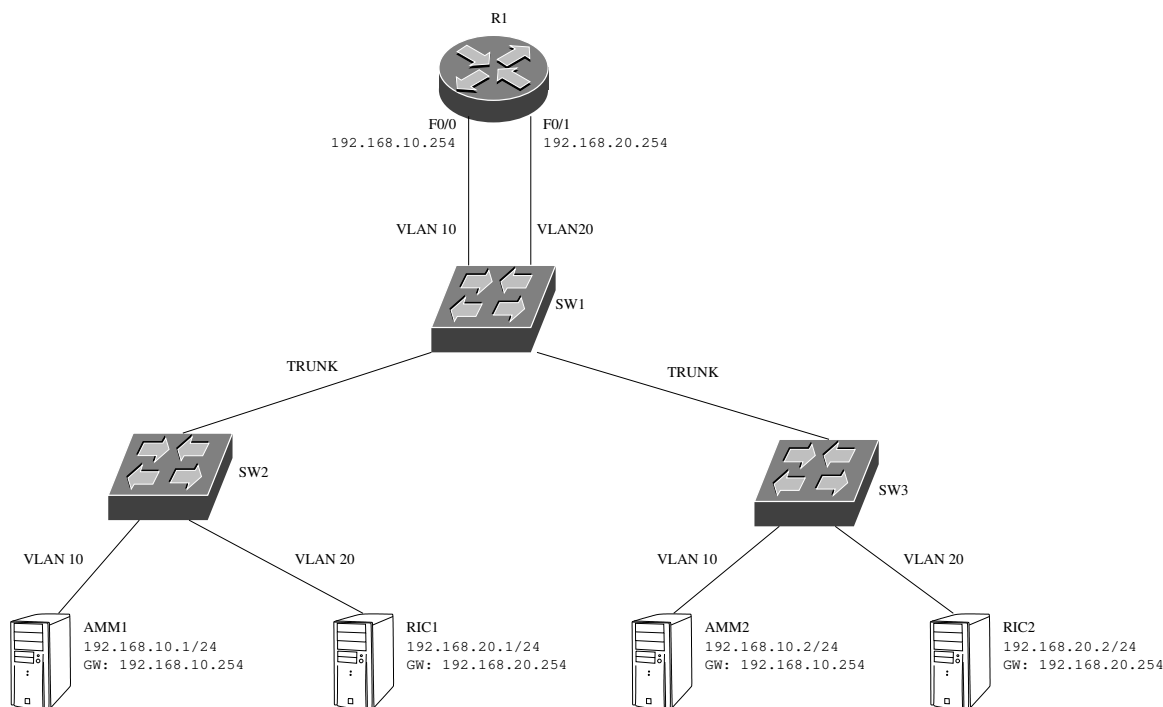 R1
F0/0
192.168.10.254
F0/1
192.168.20.254
VLAN 10
VLAN20
SW1
TRUNK
TRUNK
SW2
SW3
VLAN 10
VLAN 20
VLAN 10
VLAN 20
AMM1
192.168.10.1/24
GW: 192.168.10.254
RIC1
192.168.20.1/24
GW: 192.168.20.254
AMM2
192.168.10.2/24
GW: 192.168.10.254
RIC2
192.168.20.2/24
GW: 192.168.20.254